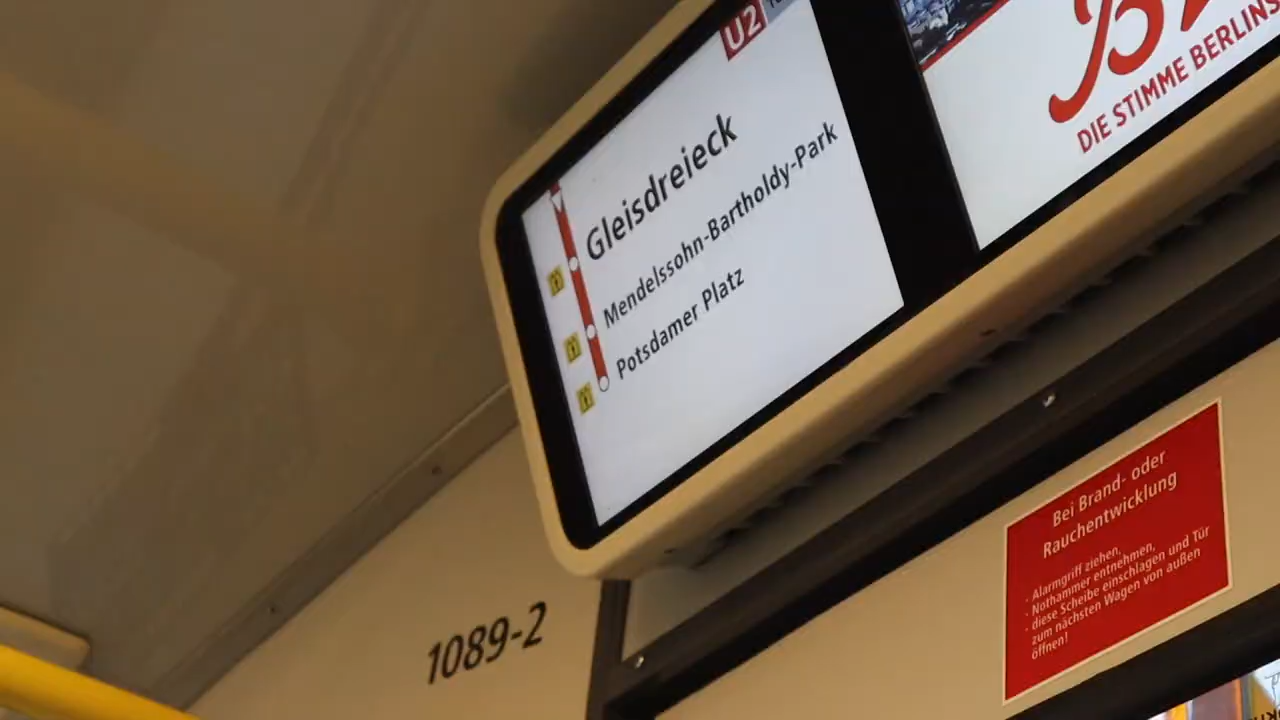 U2
Gleisdreieck
Mendelssohn-Bartholdy-Park
Potsdamer Platz
DIE STIMME BERLINS
1089-2
Bei Brand- oder
Rauchentwicklung
- Alarmgriff ziehen,
- Nothammer entnehmen,
- diese Scheibe einschlagen und Tür
zum nächsten Wagen von außen
öffnen!